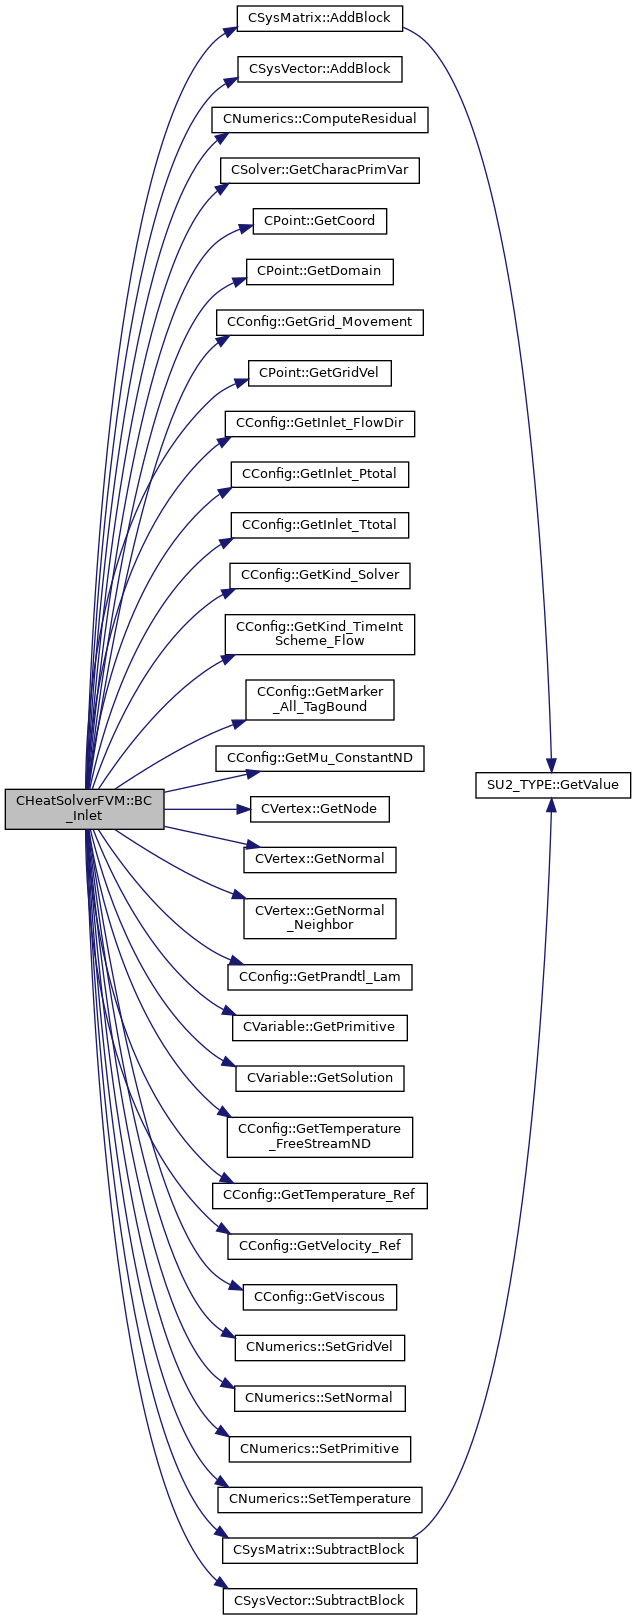 CSysMatrix::AddBlock
CSysVector::AddBlock
CNumerics::ComputeResidual
CSolver::GetCharacPrimVar
CPoint::GetCoord
CPoint::GetDomain
CConfig::GetGrid_Movement
CPoint::GetGridVel
CConfig::GetInlet_FlowDir
CConfig::GetInlet_Ptotal
CConfig::GetInlet_Ttotal
CConfig::GetKind_Solver
CConfig::GetKind_TimeInt
Scheme_Flow
CConfig::GetMarker
_All_TagBound
CConfig::GetMu_ConstantND
CHeatSolverFVM::BC
_Inlet
CVertex::GetNode
SU2_TYPE::GetValue
CVertex::GetNormal
CVertex::GetNormal
_Neighbor
CConfig::GetPrandtl_Lam
CVariable::GetPrimitive
CVariable::GetSolution
CConfig::GetTemperature
_FreeStreamND
CConfig::GetTemperature_Ref
CConfig::GetVelocity_Ref
CConfig::GetViscous
CNumerics::SetGridVel
CNumerics::SetNormal
CNumerics::SetPrimitive
CNumerics::SetTemperature
CSysMatrix::SubtractBlock
CSysVector::SubtractBlock